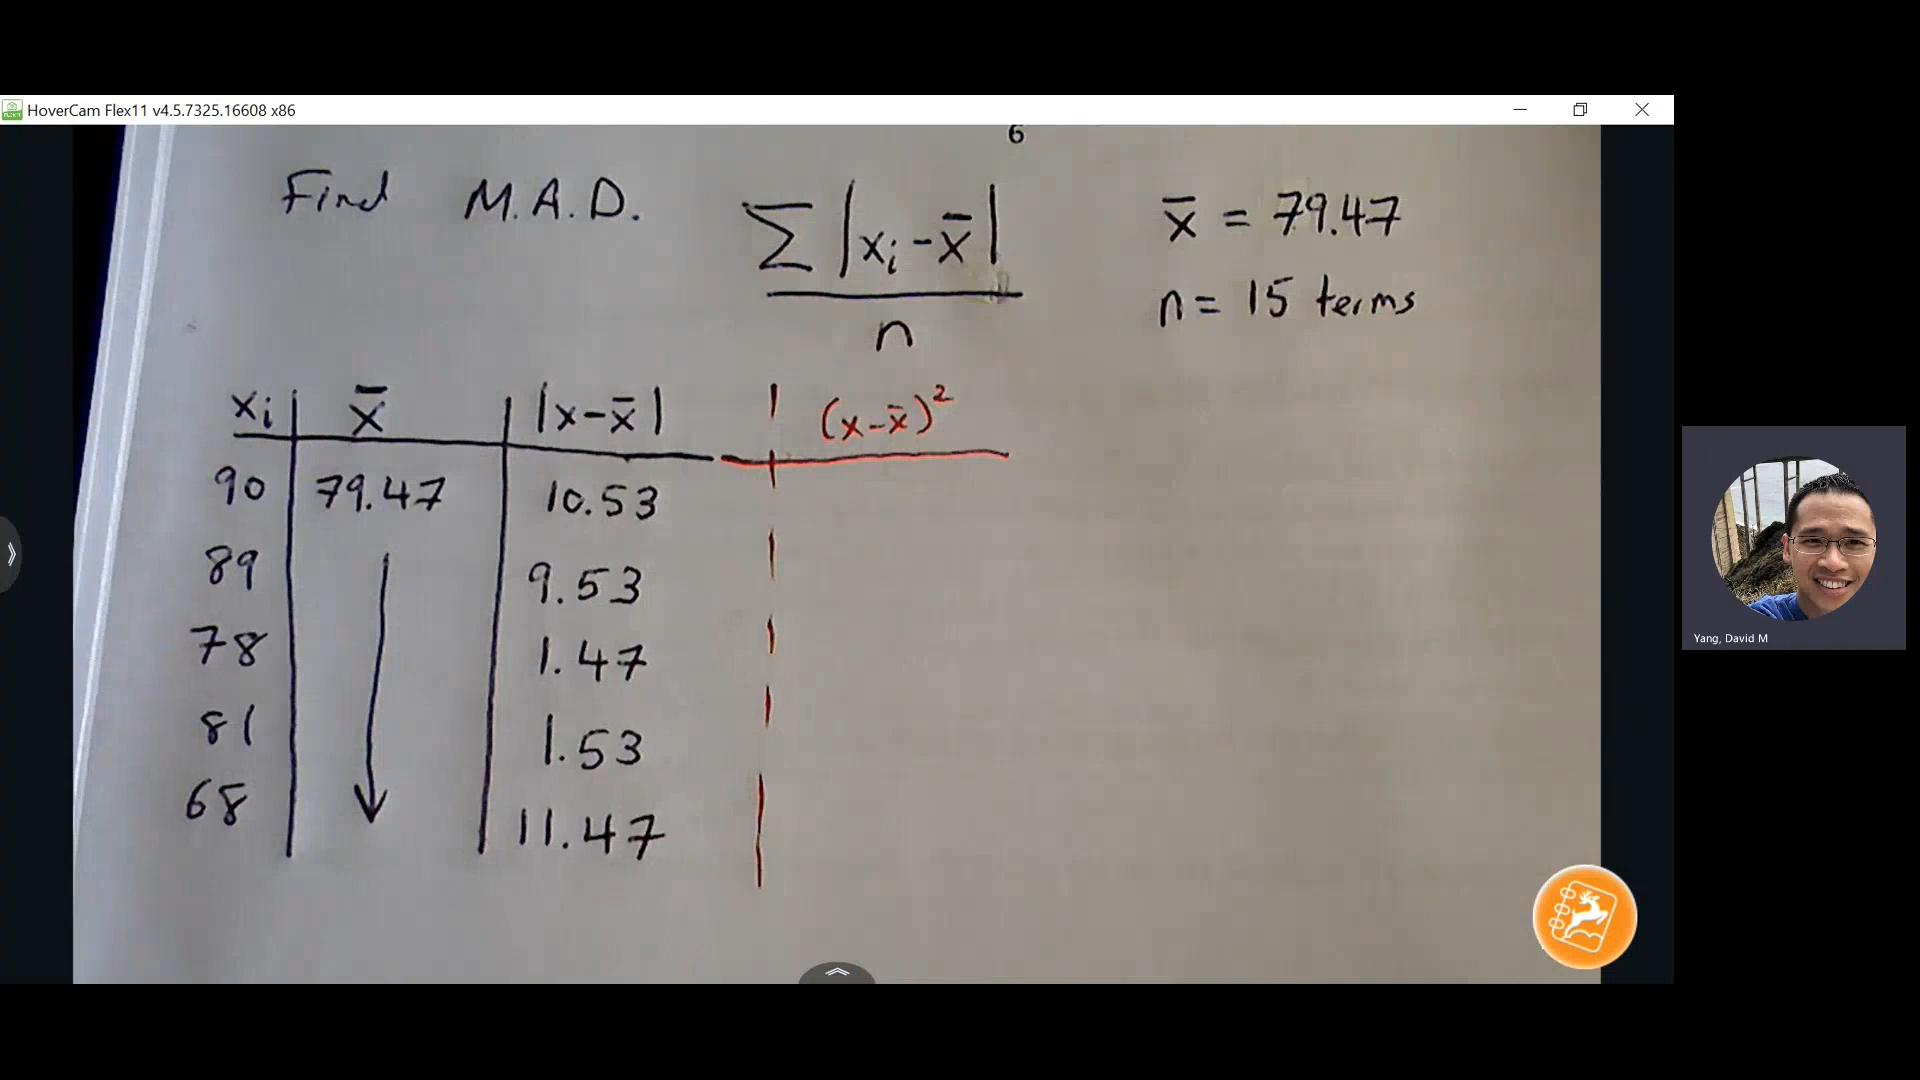 HoverCam Flex11 v4.5.7325.16608 x86
6
Find M.A.D.
∑ |xᵢ - x̄|
n
x̄ = 79.47
n = 15 terms
xᵢ x̄ |x-x̄| (x-x̄)²
90 79.47 10.53
89 9.53
78 1.47
81 1.53
68 11.47
Yang, David M